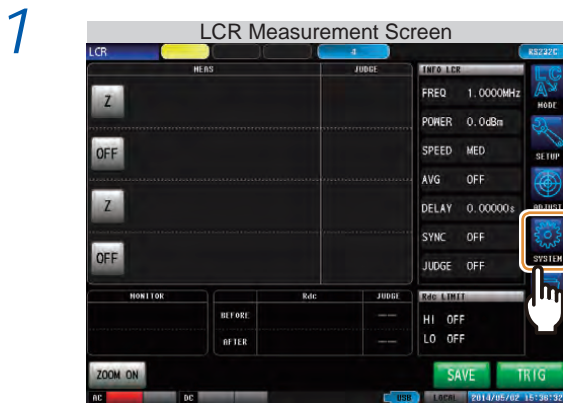 1
LCR Measurement Screen
LCR
4
RS232C
MEAS
JUDGE
INFO LCR
Z
FREQ 1.0000MHz
MODE
POWER 0.0dBm
OFF
SPEED MED
SETUP
AVG OFF
Z
DELAY 0.00000s
ADJUST
SYNC OFF
OFF
JUDGE OFF
SYSTEM
MONITOR
Rdc
JUDGE
Rdc LIMIT
BEFORE
----
HI OFF
AFTER
----
LO OFF
ZOOM ON
SAVE
TRIG
AC
DC
USB
LOCAL
2014/05/02 15:36:32